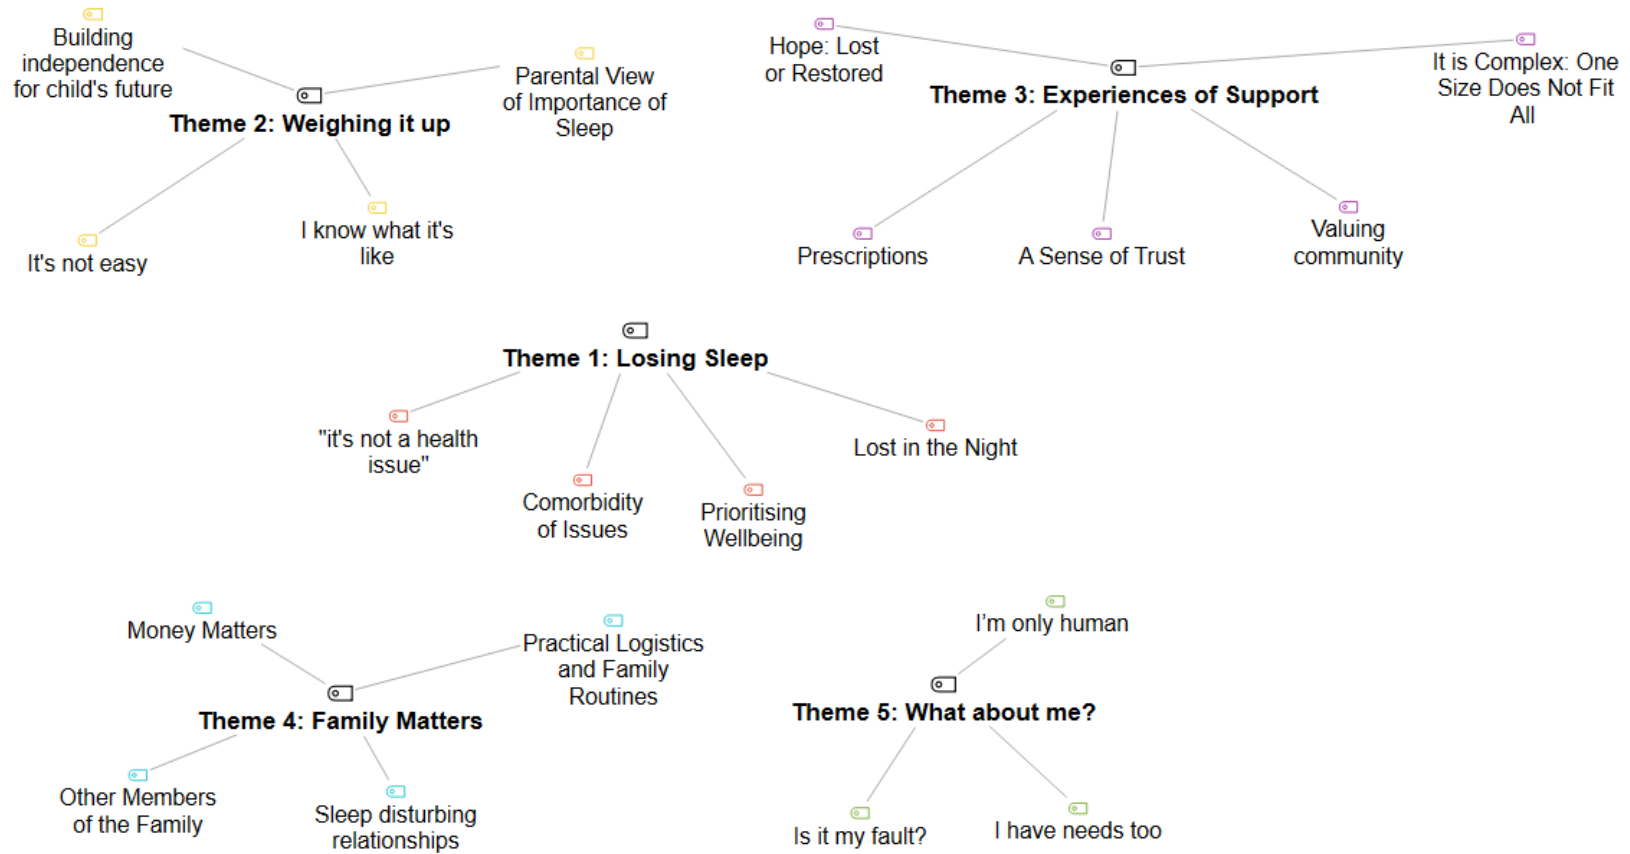 Building
independence
for child's future
Parental View
of Importance of
Sleep
Theme 2: Weighing it up
I know what it's
like
It's not easy
Hope: Lost
or Restored
It is Complex: One
Size Does Not Fit
All
Theme 3: Experiences of Support
Prescriptions
A Sense of Trust
Valuing
community
Theme 1: Losing Sleep
"it's not a health
issue"
Comorbidity
of Issues
Prioritising
Wellbeing
Lost in the Night
Money Matters
Practical Logistics
and Family
Routines
Theme 4: Family Matters
Other Members
of the Family
Sleep disturbing
relationships
I’m only human
Theme 5: What about me?
Is it my fault?
I have needs too